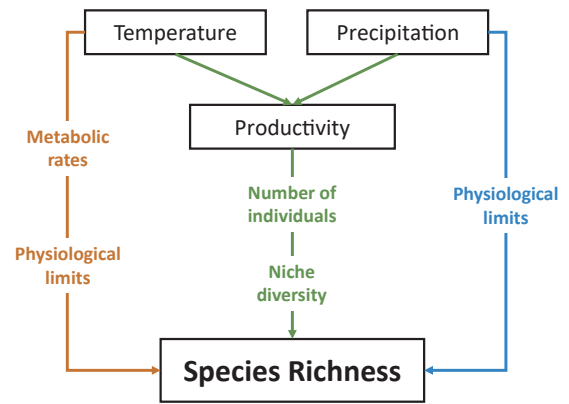 Temperature
Precipitation
Productivity
Metabolic
rates
Number of
individuals
Physiological
limits
Physiological
limits
Niche
diversity
Species Richness